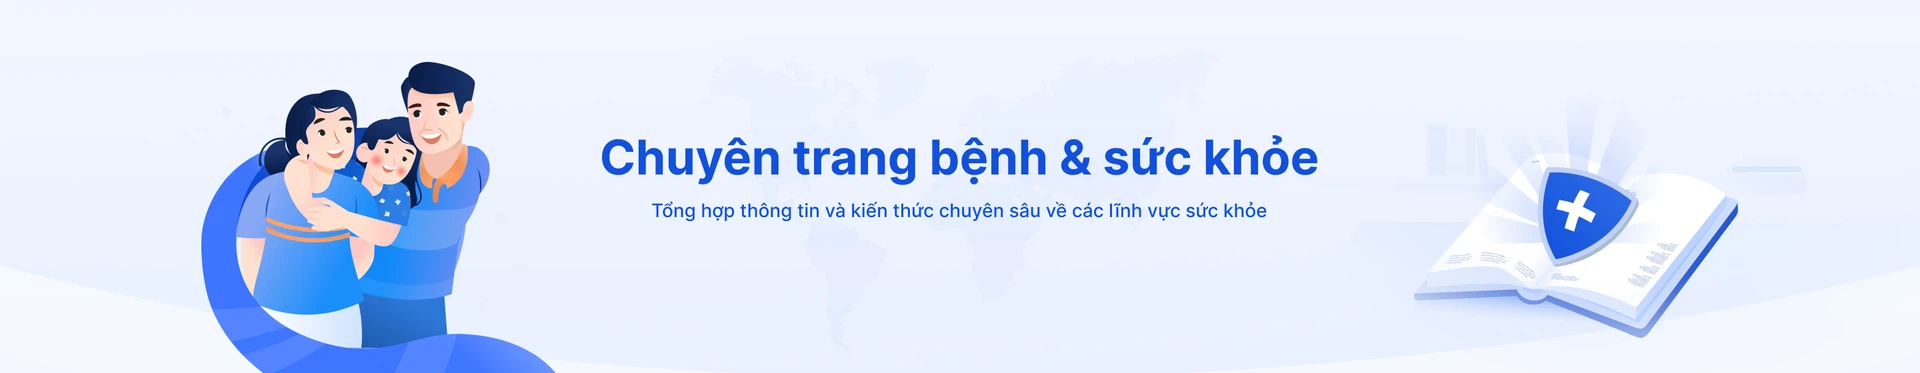 Chuyên trang bệnh & sức khỏe
Tổng hợp thông tin và kiến thức chuyên sâu về các lĩnh vực sức khỏe